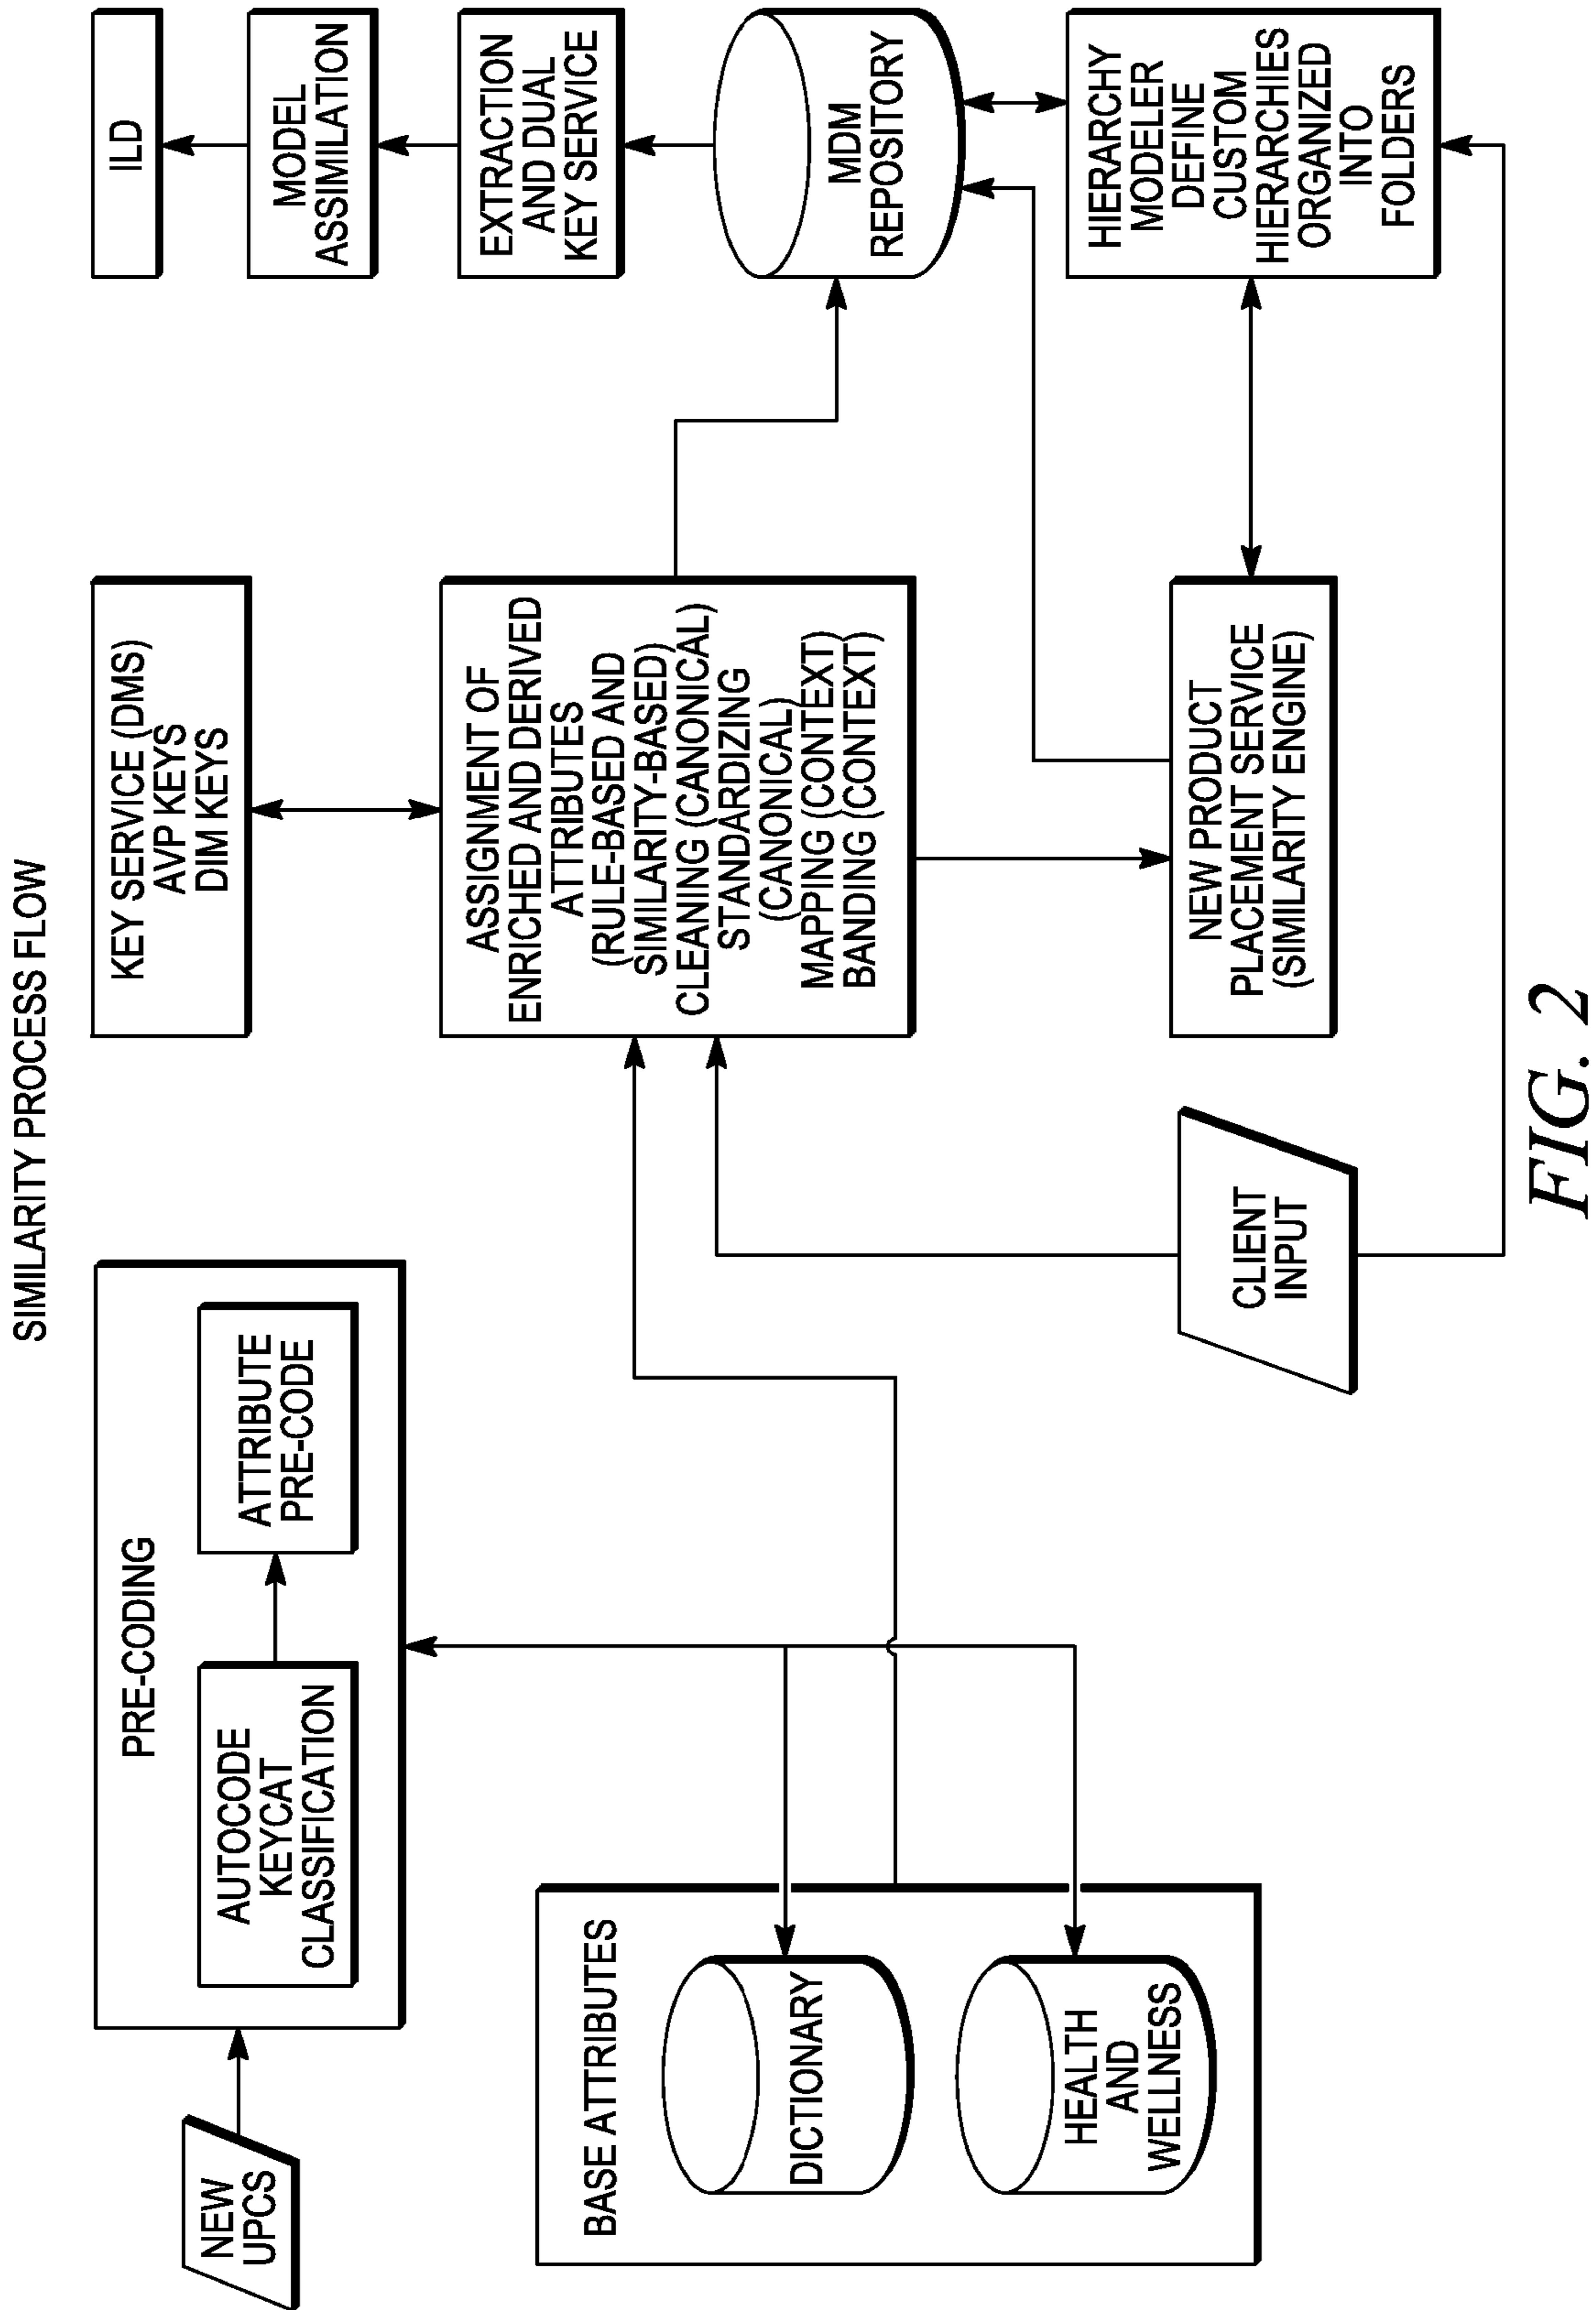 SIMILARITY PROCESS FLOW
NEW
UPCS
PRE-CODING
AUTOCODE
KEYCAT
CLASSIFICATION
ATTRIBUTE
PRE-CODE
BASE ATTRIBUTES
DICTIONARY
HEALTH
AND
WELLNESS
CLIENT
INPUT
KEY SERVICE (DMS)
AVP KEYS
DIM KEYS
ASSIGNMENT OF
ENRICHED AND DERIVED
ATTRIBUTES
(RULE-BASED AND
SIMILARITY-BASED)
CLEANING (CANONICAL)
STANDARDIZING
(CANONICAL)
MAPPING (CONTEXT)
BANDING (CONTEXT)
NEW PRODUCT
PLACEMENT SERVICE
(SIMILARITY ENGINE)
ILD
MODEL
ASSIMILATION
EXTRACTION
AND DUAL
KEY SERVICE
MDM
REPOSITORY
HIERARCHY
MODELER
DEFINE
CUSTOM
HIERARCHIES
ORGANIZED
INTO
FOLDERS
FIG. 2